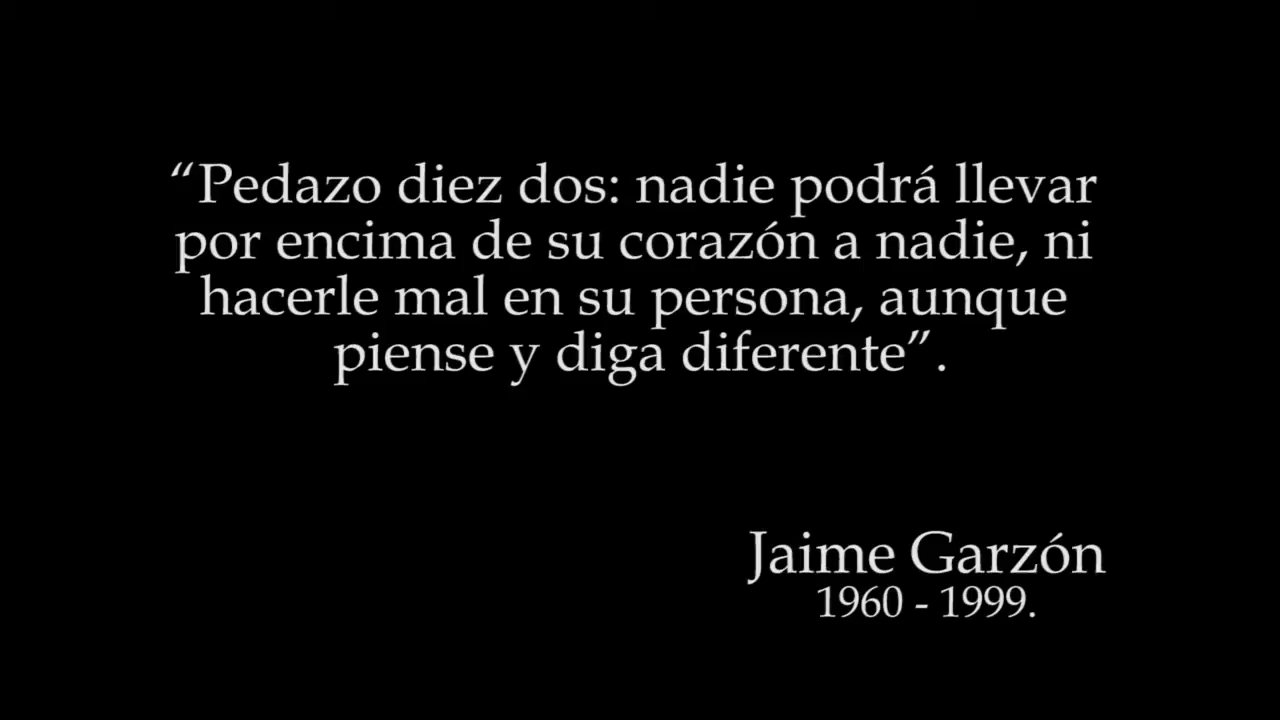 “Pedazo diez dos: nadie podrá llevar
por encima de su corazón a nadie, ni
hacerle mal en su persona, aunque
piense y diga diferente”.
Jaime Garzón
1960 - 1999.